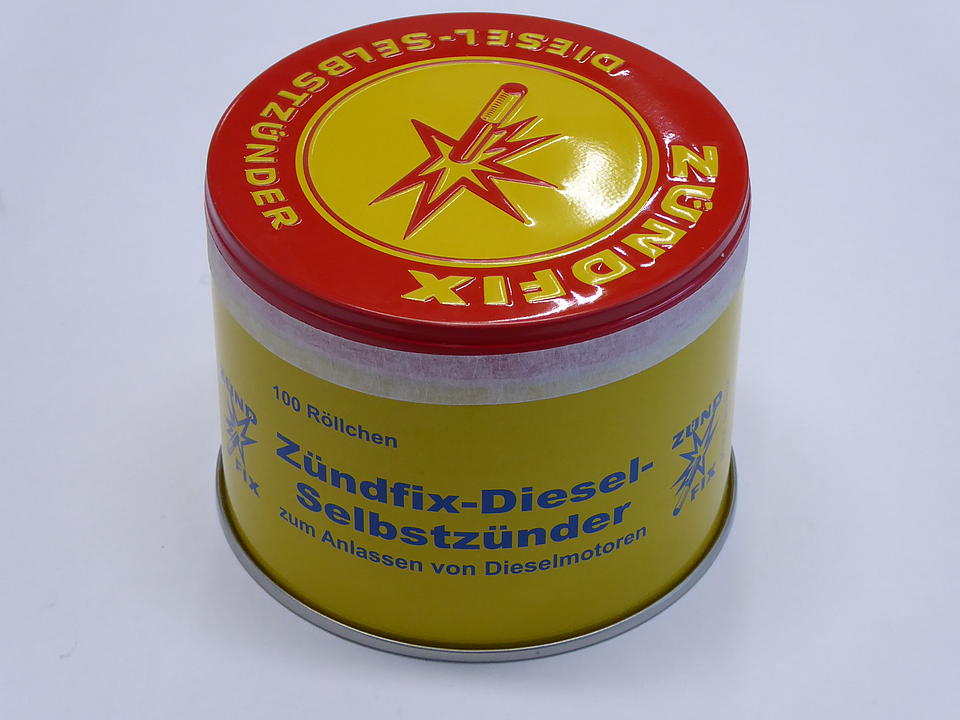 DIESEL-SELBSTZÜNDER
ZÜNDFIX
100 Röllchen
Zündfix-Diesel-
Selbstzünder
zum Anlassen von Dieselmotoren
ZÜND
FIX
ZÜND
FIX